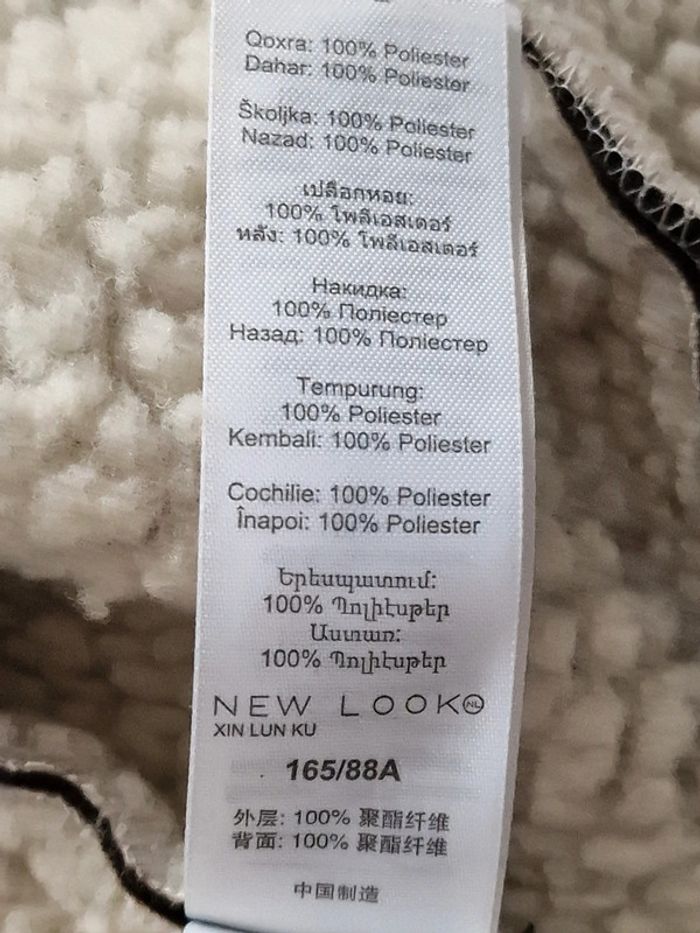 Qoxra: 100% Poliester
Dahar: 100% Poliester
Školjka: 100% Poliester
Nazad: 100% Poliester
เปลือกหอย:
100% โพลีเอสเตอร์
หลัง: 100% โพลีเอสเตอร์
Накидка:
100% Поліестер
Назад: 100% Поліестер
Tempurung:
100% Poliester
Kembali: 100% Poliester
Cochilie: 100% Poliester
Înapoi: 100% Poliester
Երեսպատում:
100% Պոլիէսթեր
Աստառ:
100% Պոլիէսթեր
NEW LOOK NL
XIN LUN KU
165/88A
外层: 100% 聚酯纤维
背面: 100% 聚酯纤维
中国制造